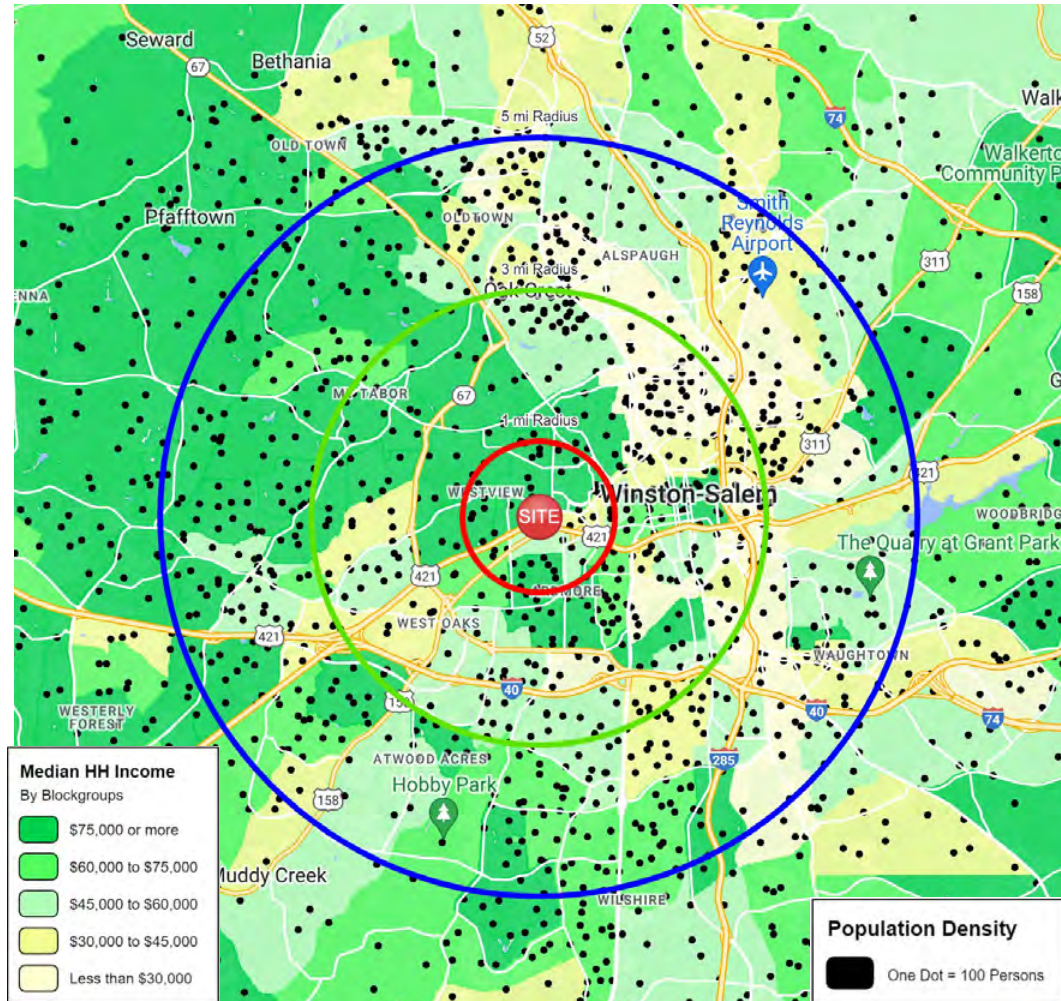 Seward
67
Bethania
52
74
Walk
5 mi Radius
OLD TOWN
Walkerto
Community P
Pfafftown
OLDTOWN
Smith
Reynolds
Airport
ALSPAUGH
311
3 mi Radius
Oak Crest
158
ENNA
G
MT TABOR
67
1 mi Radius
311
421
WESTVIEW
Winston-Salem
SITE
421
WOODBRIDG
The Quarry at Grant Park
421
ARDMORE
WEST OAKS
421
WAUGHTOWN
40
158
WESTERLY
FOREST
40
74
ATWOOD ACRES
285
Hobby Park
158
Muddy Creek
WILSHIRE
Median HH Income
By Blockgroups
$75,000 or more
$60,000 to $75,000
$45,000 to $60,000
$30,000 to $45,000
Less than $30,000
Population Density
One Dot = 100 Persons